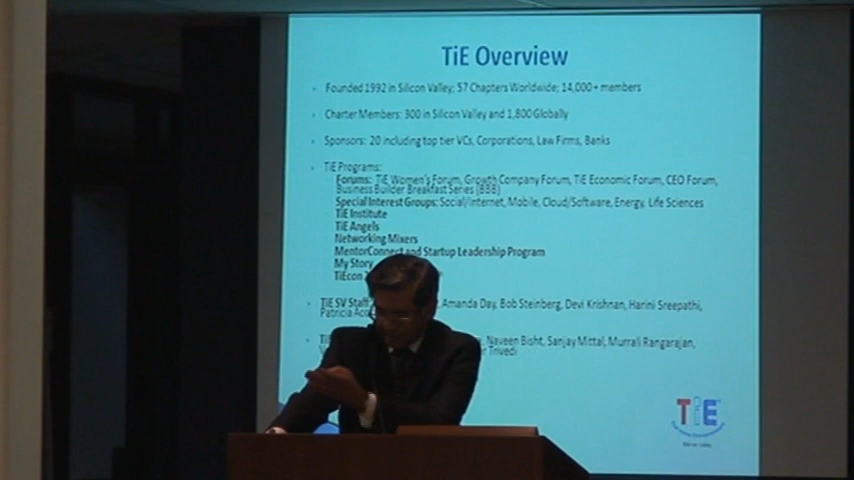 TiE Overview
Founded 1992 in Silicon Valley; 57 Chapters Worldwide; 14,000+ members
Charter Members: 300 in Silicon Valley and 1,800 Globally
Sponsors: 20 including top tier VCs, Corporations, Law Firms, Banks
TiE Programs:
Forums: TiE Women's Forum, Growth Company Forum, TiE Economic Forum, CEO Forum,
Business Builder Breakfast Series (BBB)
Special Interest Groups: Social/Internet, Mobile, Cloud/Software, Energy, Life Sciences
TiE Institute
TiE Angels
Networking Mixers
MentorConnect and Startup Leadership Program
My Story
TiEcon
TiE SV Staff Amanda Day, Bob Steinberg, Devi Krishnan, Harini Sreepathi,
Patricia
Naveen Bisht, Sanjay Mittal, Murrali Rangarajan,
Trivedi
TiE
Silicon Valley